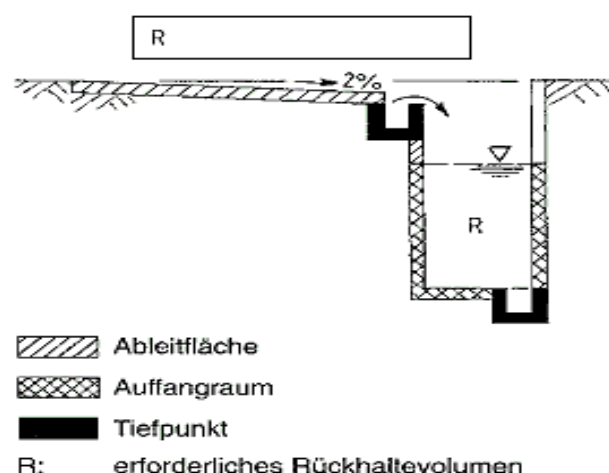 R
2%
R
Ableitfläche
Auffangraum
Tiefpunkt
R: erforderliches Rückhaltevolumen